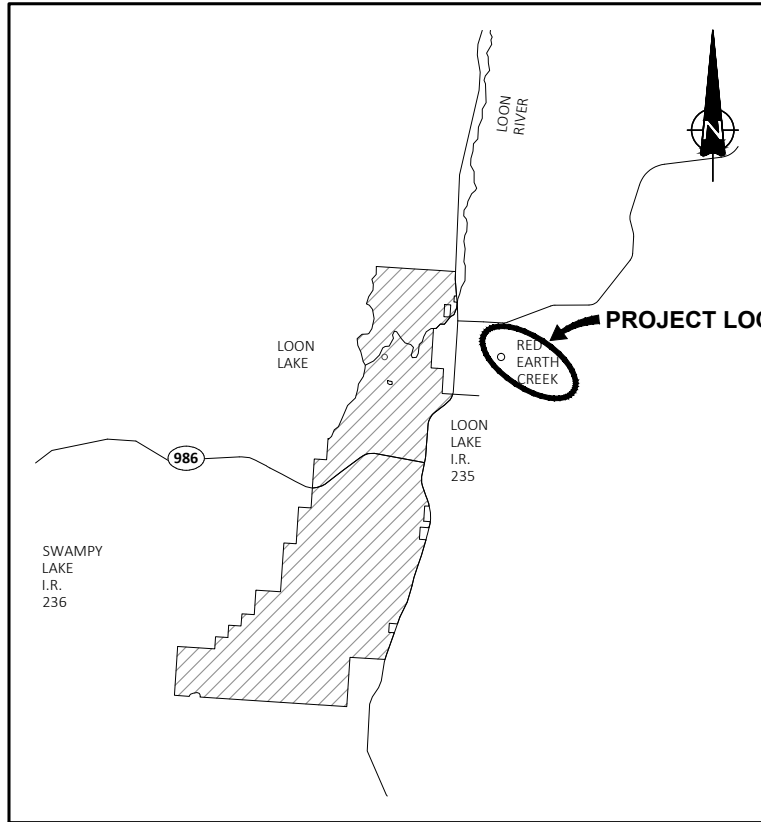 LOON
RIVER
N
PROJECT LOC
LOON
LAKE
RED
EARTH
CREEK
LOON
LAKE
I.R.
235
986
SWAMPY
LAKE
I.R.
236